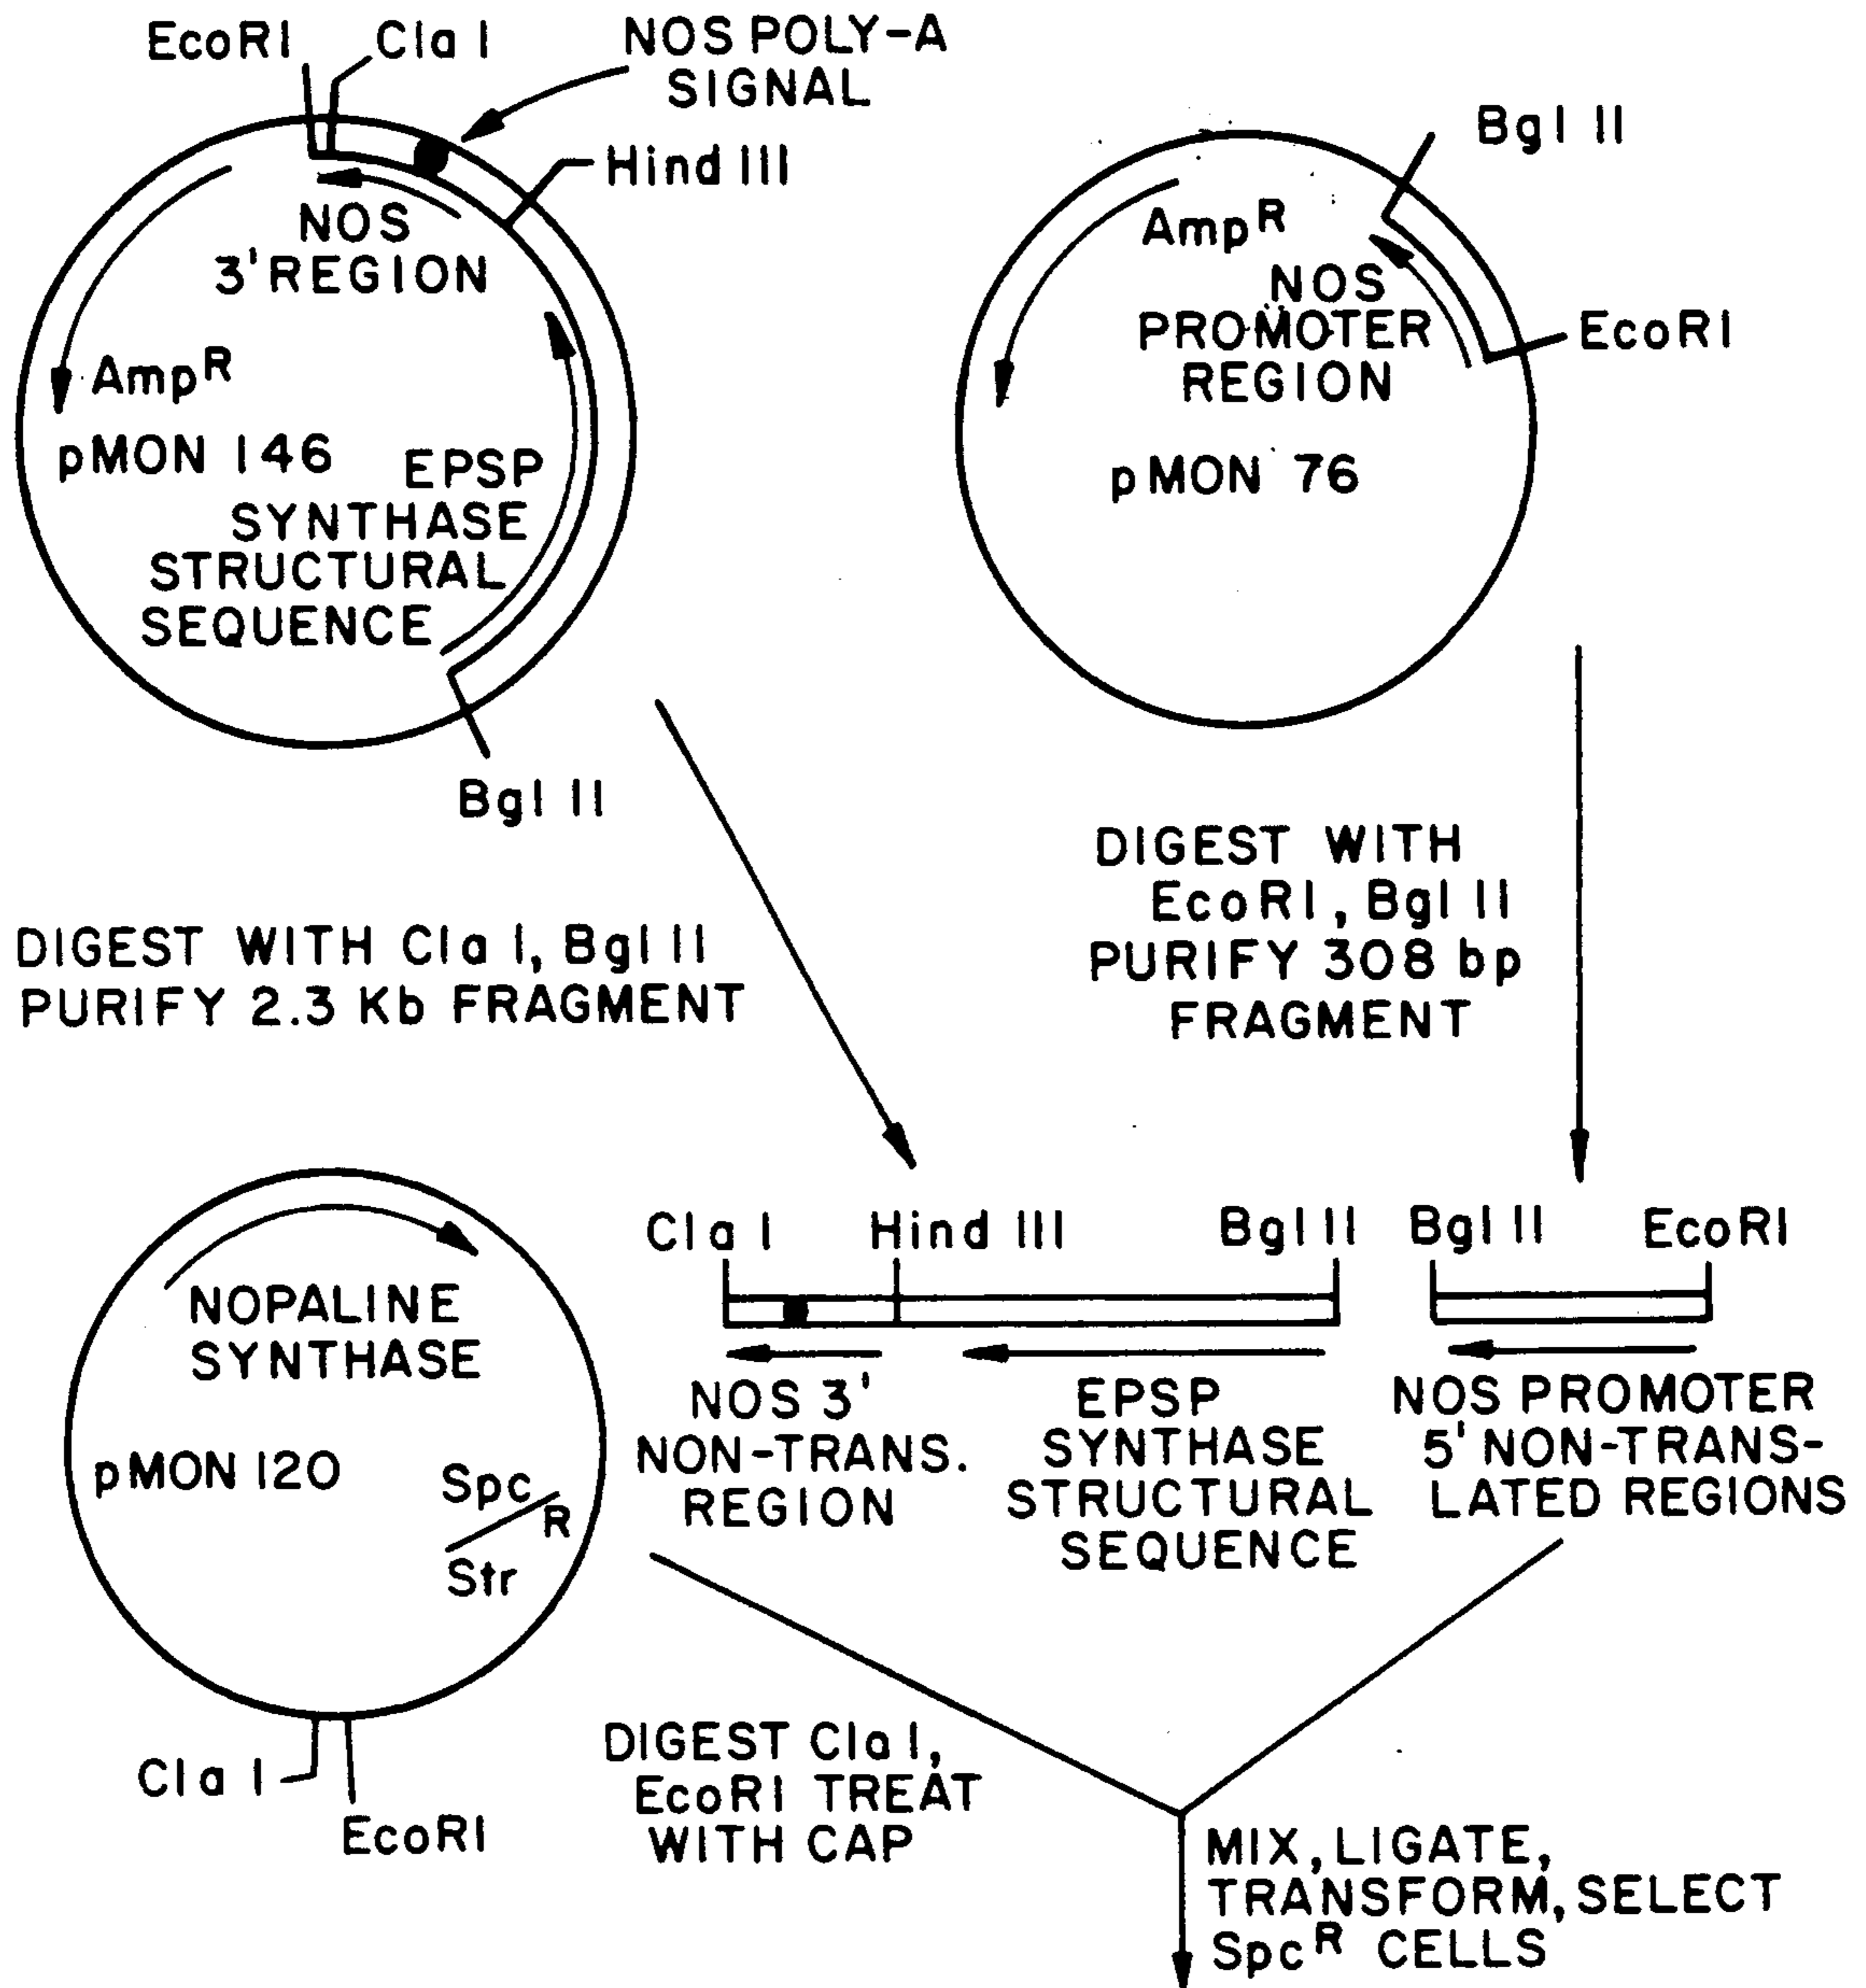 EcoRI
Cla I
NOS POLY-A
SIGNAL
Hind III
NOS
3' REGION
AmpR
pMON 146
EPSP
SYNTHASE
STRUCTURAL
SEQUENCE
Bgl II
Bgl II
AmpR
NOS
PROMOTER
REGION
EcoRI
pMON 76
DIGEST WITH Cla I, Bgl II
PURIFY 2.3 Kb FRAGMENT
DIGEST WITH
EcoRI, Bgl II
PURIFY 308 bp
FRAGMENT
NOPALINE
SYNTHASE
pMON 120
Spc
R
Str
Cla I
EcoRI
Cla I
Hind III
Bgl II
Bgl II
EcoRI
NOS 3'
NON-TRANS.
REGION
EPSP
SYNTHASE
STRUCTURAL
SEQUENCE
NOS PROMOTER
5' NON-TRANS-
LATED REGIONS
DIGEST Cla I,
EcoRI TREAT
WITH CAP
MIX, LIGATE,
TRANSFORM, SELECT
SpcR CELLS